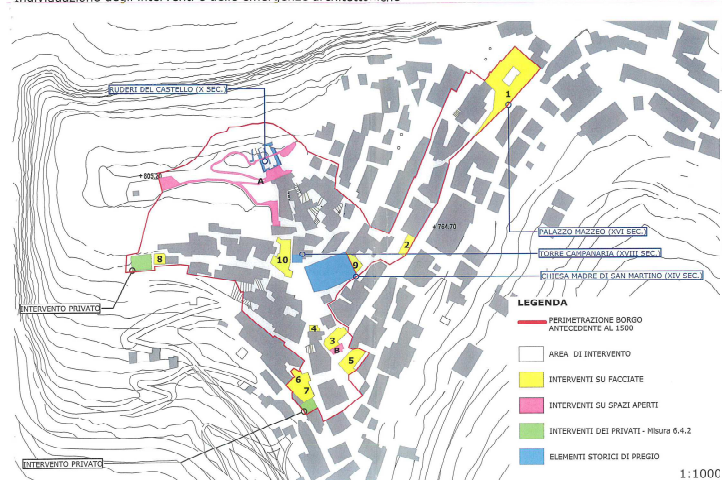 RUDERI DEL CASTELLO (X SEC.)
1
+ 805,20
A
PALAZZO MAZZEO (XVI SEC.)
+ 764,70
2
TORRE CAMPANARIA (XVIII SEC.)
8
10
9
CHIESA MADRE DI SAN MARTINO (XIV SEC.)
INTERVENTO PRIVATO
4
3
B
5
6
7
INTERVENTO PRIVATO
LEGENDA
PERIMETRAZIONE BORGO
ANTECEDENTE AL 1500
AREA DI INTERVENTO
INTERVENTI SU FACCIATE
INTERVENTI SU SPAZI APERTI
INTERVENTI DEI PRIVATI - Misura 6.4.2
ELEMENTI STORICI DI PREGIO
1:1000